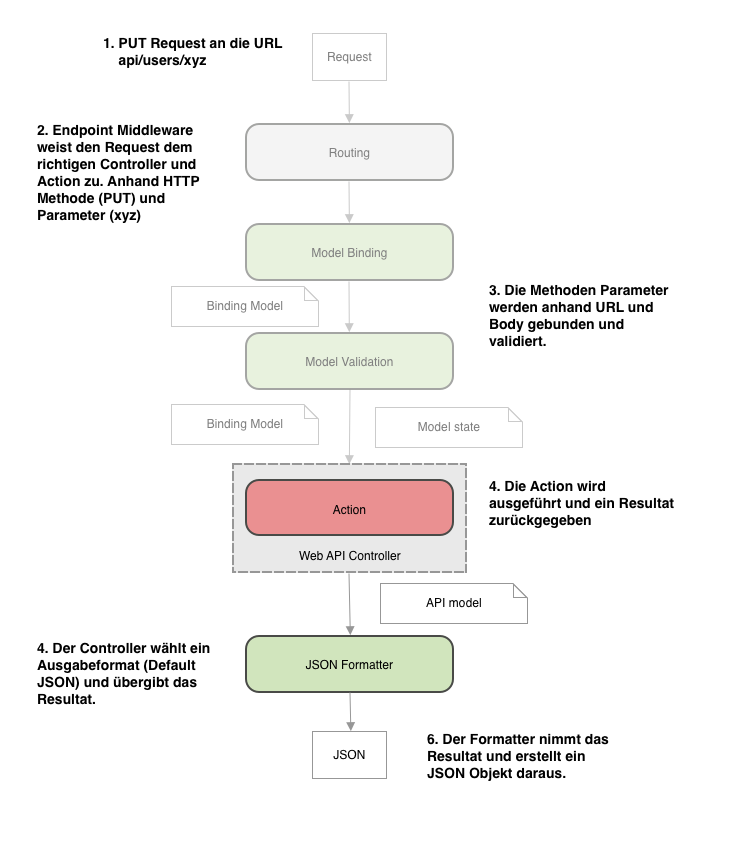 1. PUT Request an die URL
api/users/xyz
Request
2. Endpoint Middleware
weist den Request dem
richtigen Controller und
Action zu. Anhand HTTP
Methode (PUT) und
Parameter (xyz)
Routing
Model Binding
Binding Model
3. Die Methoden Parameter
werden anhand URL und
Body gebunden und
validiert.
Model Validation
Binding Model
Model state
Action
Web API Controller
4. Die Action wird
ausgeführt und ein Resultat
zurückgegeben
API model
4. Der Controller wählt ein
Ausgabeformat (Default
JSON) und übergibt das
Resultat.
JSON Formatter
JSON
6. Der Formatter nimmt das
Resultat und erstellt ein
JSON Objekt daraus.